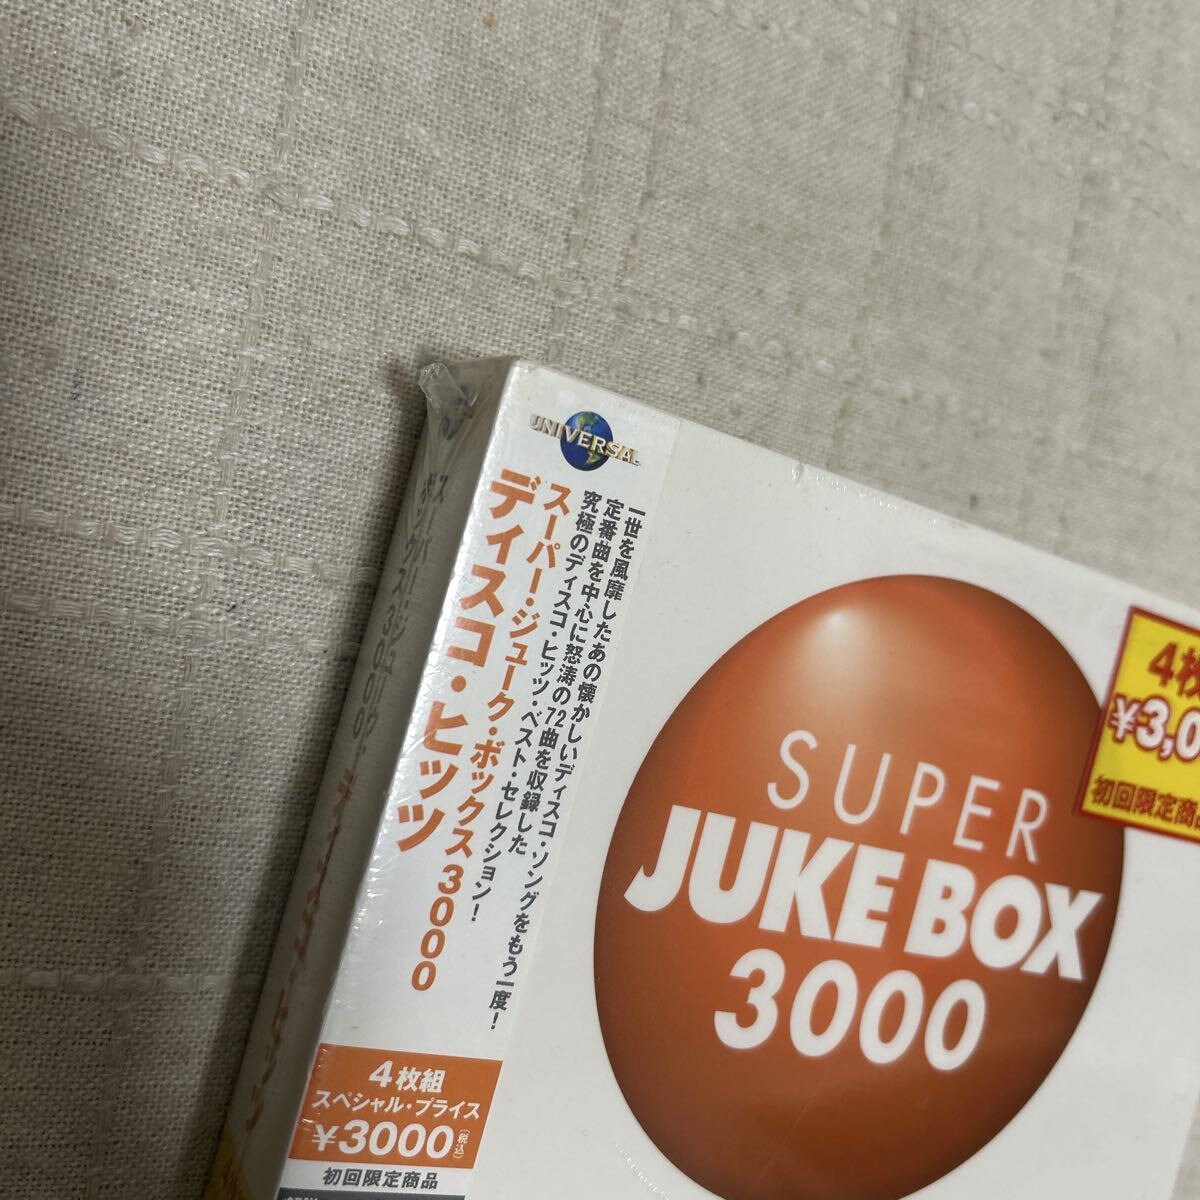 UNIVERSAL
一世を風靡したあの懐かしいディスコ・ソングをもう一度!
定番曲を中心に怒濤の72曲を収録した
究極のディスコ・ヒッツ・ベスト・セレクション!
スーパー・ジューク・ボックス3000
ディスコ・ヒッツ
4枚組
スペシャル・プライス
¥3000(税込)
初回限定商品
SUPER
JUKE BOX
3000
4枚
¥3,0
初回限定商品